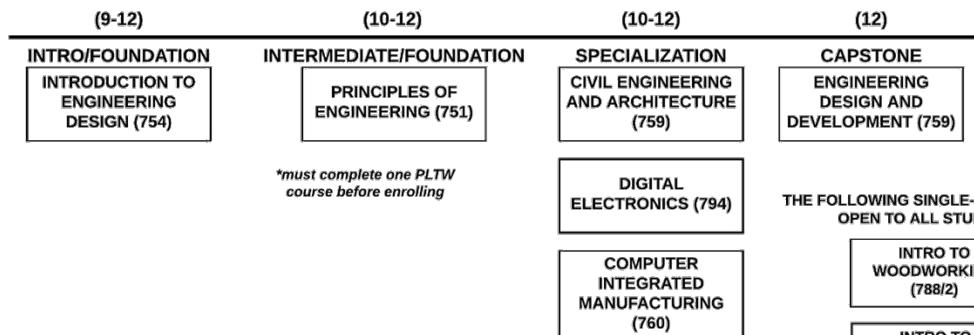 (9-12)
(10-12)
(10-12)
(12)
INTRO/FOUNDATION
INTERMEDIATE/FOUNDATION
SPECIALIZATION
CAPSTONE
INTRODUCTION TO
ENGINEERING
DESIGN (754)
PRINCIPLES OF
ENGINEERING (751)
*must complete one PLTW
course before enrolling
CIVIL ENGINEERING
AND ARCHITECTURE
(759)
DIGITAL
ELECTRONICS (794)
COMPUTER
INTEGRATED
MANUFACTURING
(760)
ENGINEERING
DESIGN AND
DEVELOPMENT (759)
THE FOLLOWING SINGLE-
OPEN TO ALL
INTRO TO
(788/2)
INTRO TO